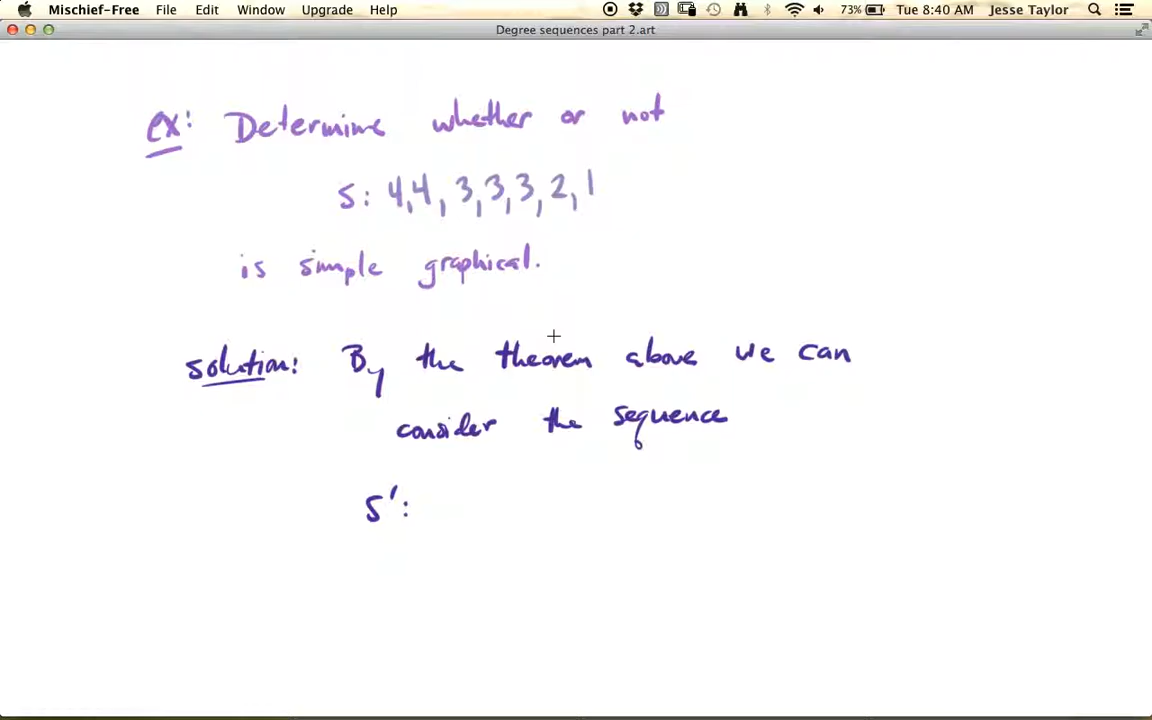 Mischief-Free File Edit Window Upgrade Help 73% Tue 8:40 AM Jesse Taylor
Degree sequences part 2.art
ex: Determine whether or not
s: 4,4, 3,3,3,2,1
is simple graphical.
solution: By the theorem above we can
consider the sequence
s':